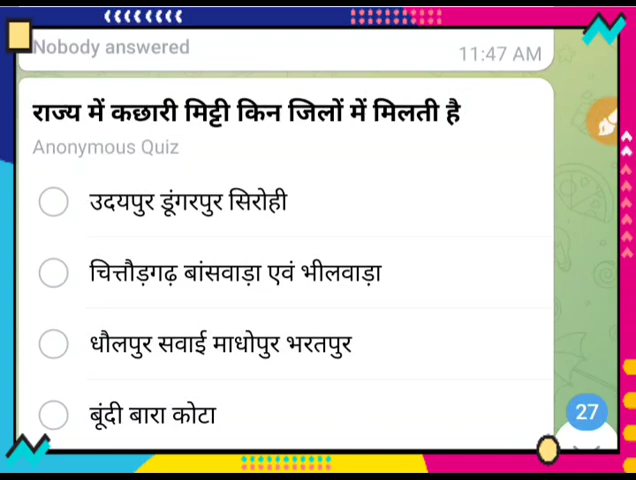 Nobody answered
11:47 AM
राज्य में कछारी मिट्टी किन जिलों में मिलती है
Anonymous Quiz
उदयपुर डूंगरपुर सिरोही
चित्तौड़गढ़ बांसवाड़ा एवं भीलवाड़ा
धौलपुर सवाई माधोपुर भरतपुर
बूंदी बारा कोटा
27